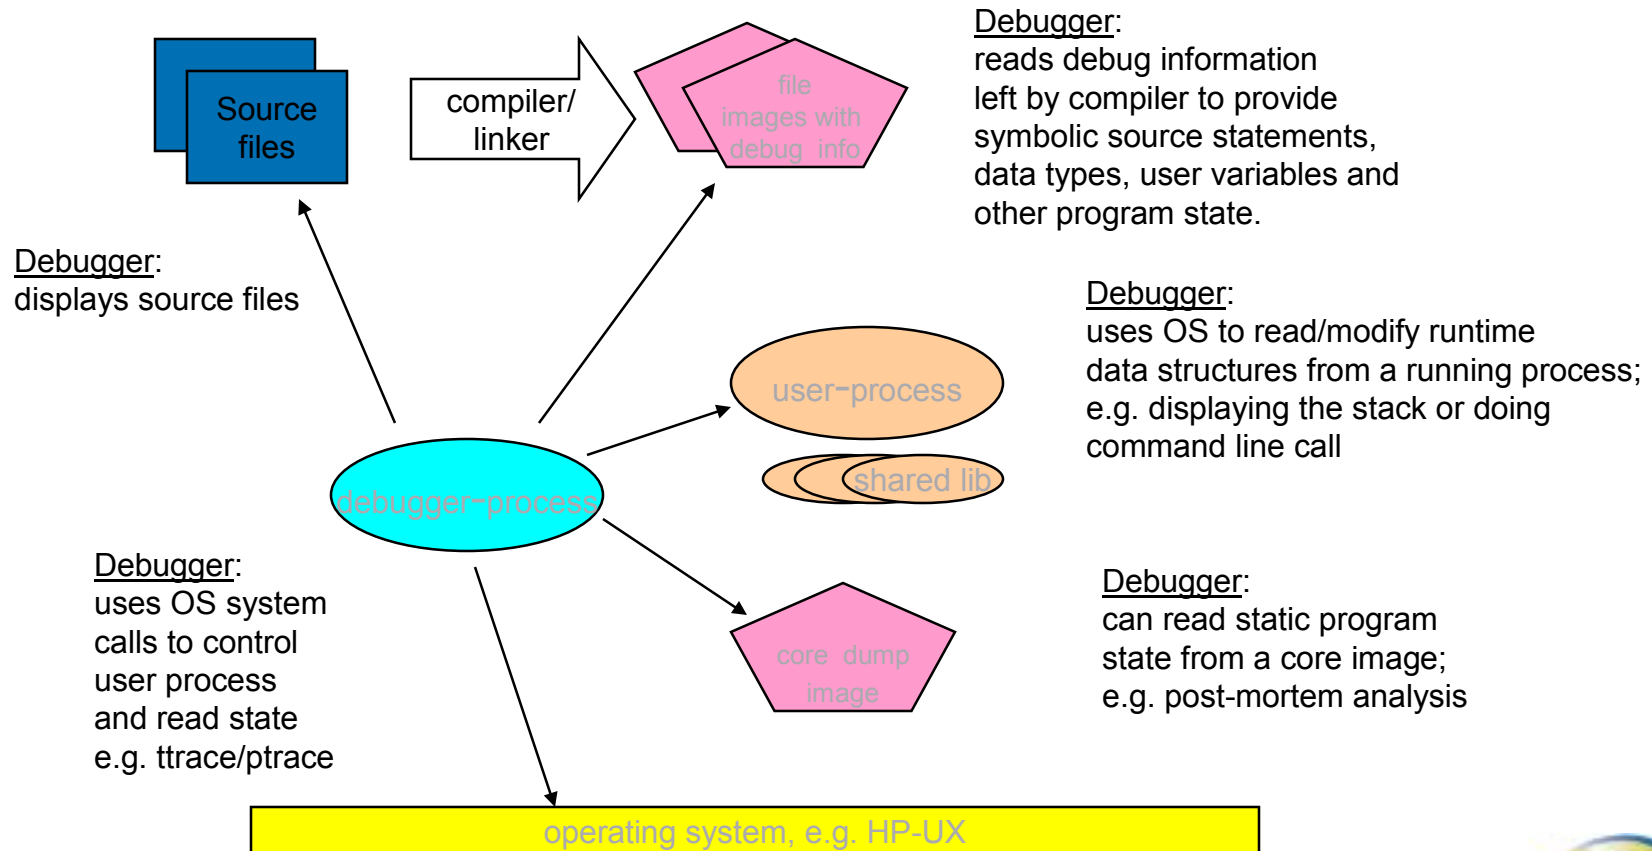 Source
files
compiler/
linker
file
images with
debug info
Debugger:
reads debug information
left by compiler to provide
symbolic source statements,
data types, user variables and
other program state.
Debugger:
displays source files
Debugger:
uses OS to read/modify runtime
data structures from a running process;
e.g. displaying the stack or doing
command line call
user-process
shared lib
debugger-process
Debugger:
uses OS system
calls to control
user process
and read state
e.g. ttrace/ptrace
core dump
image
Debugger:
can read static program
state from a core image;
e.g. post-mortem analysis
operating system, e.g. HP-UX